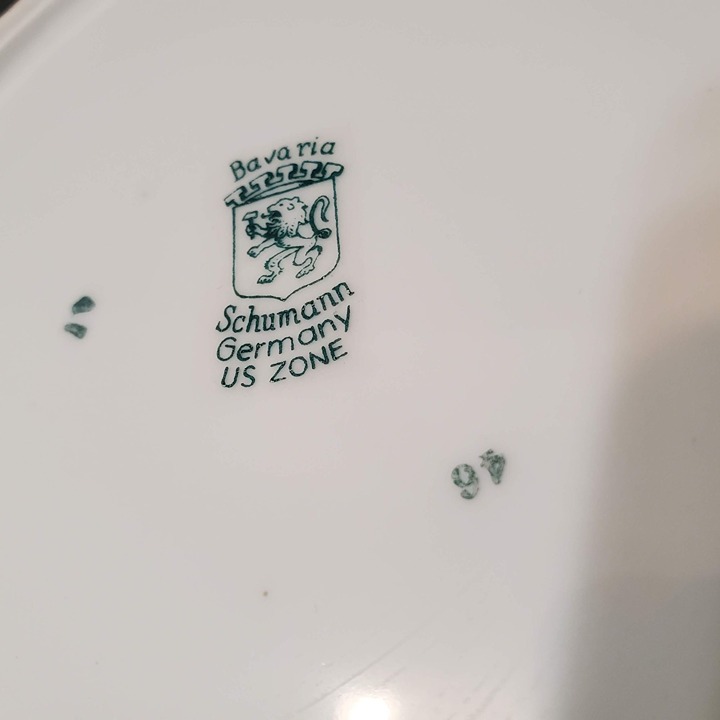 Bavaria
Schumann
Germany
US ZONE